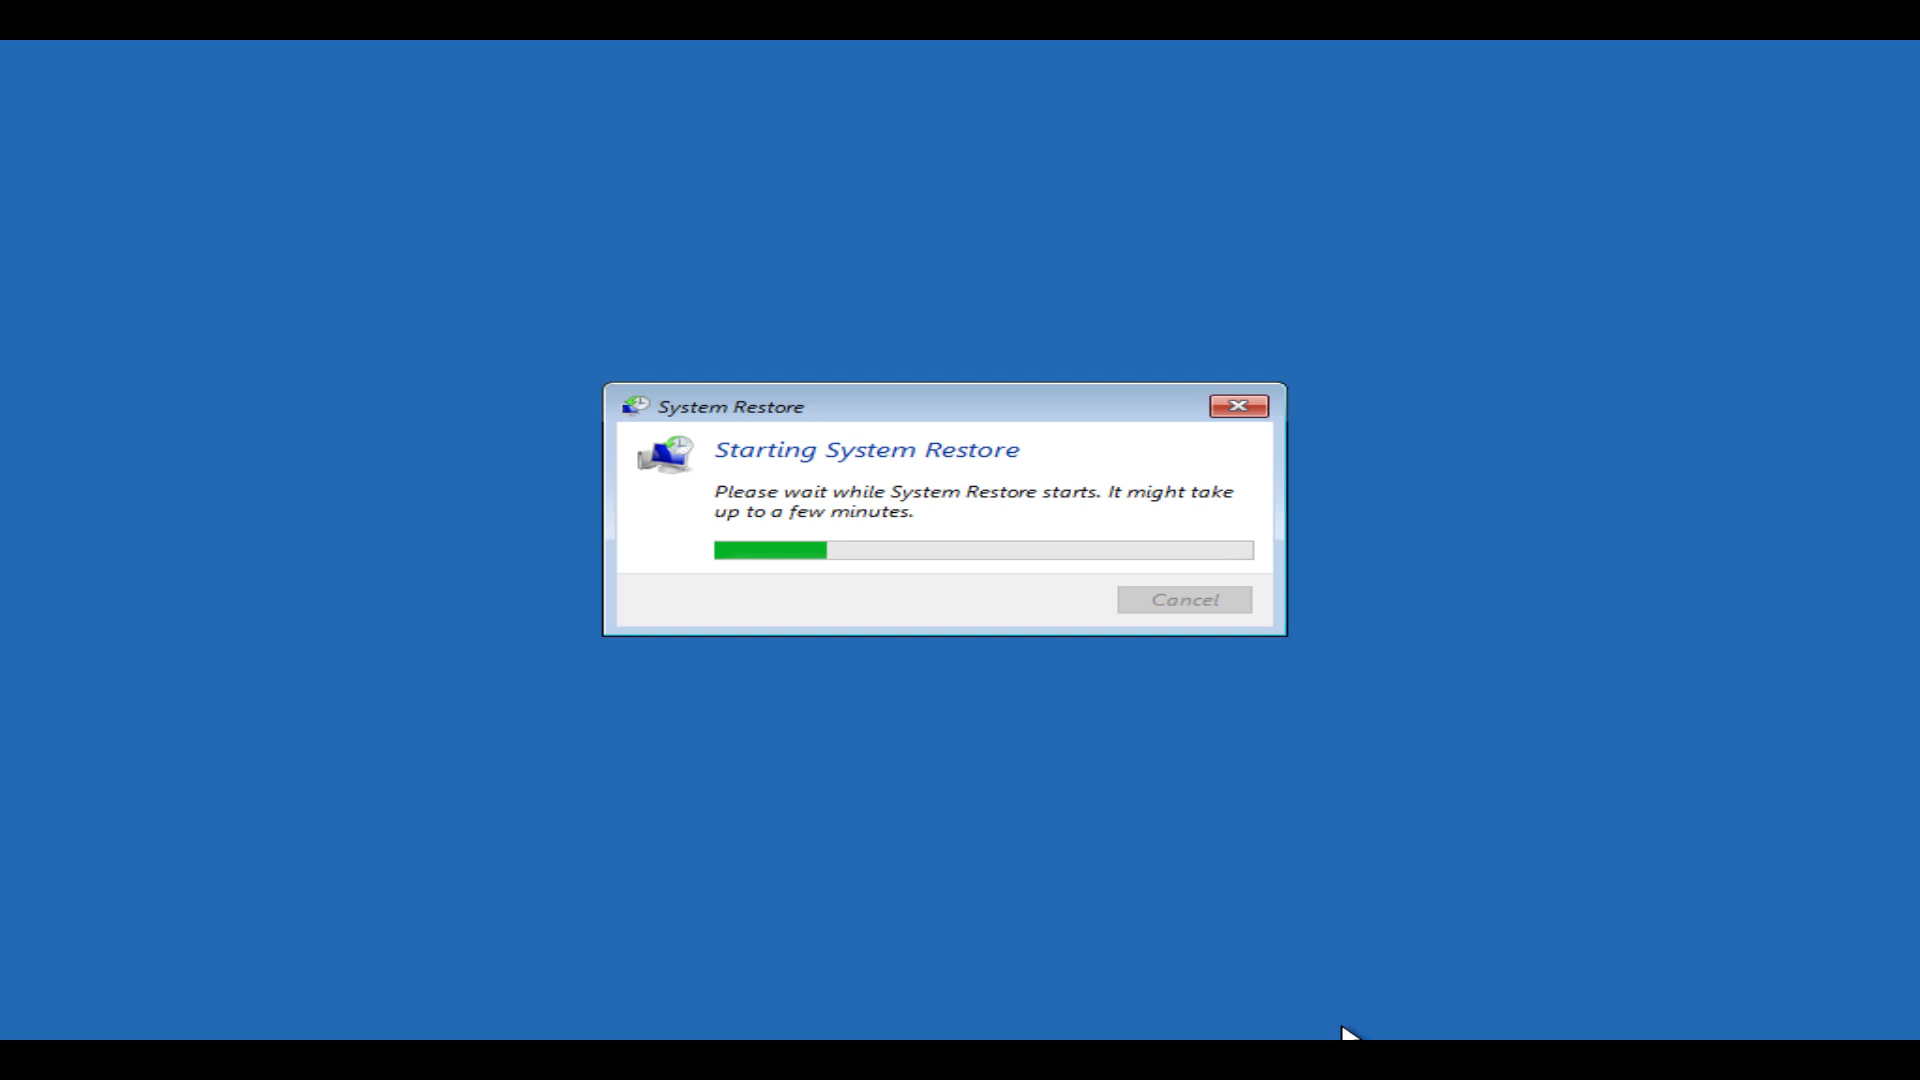 System Restore
Starting System Restore
Please wait while System Restore starts. It might take
up to a few minutes.
Cancel